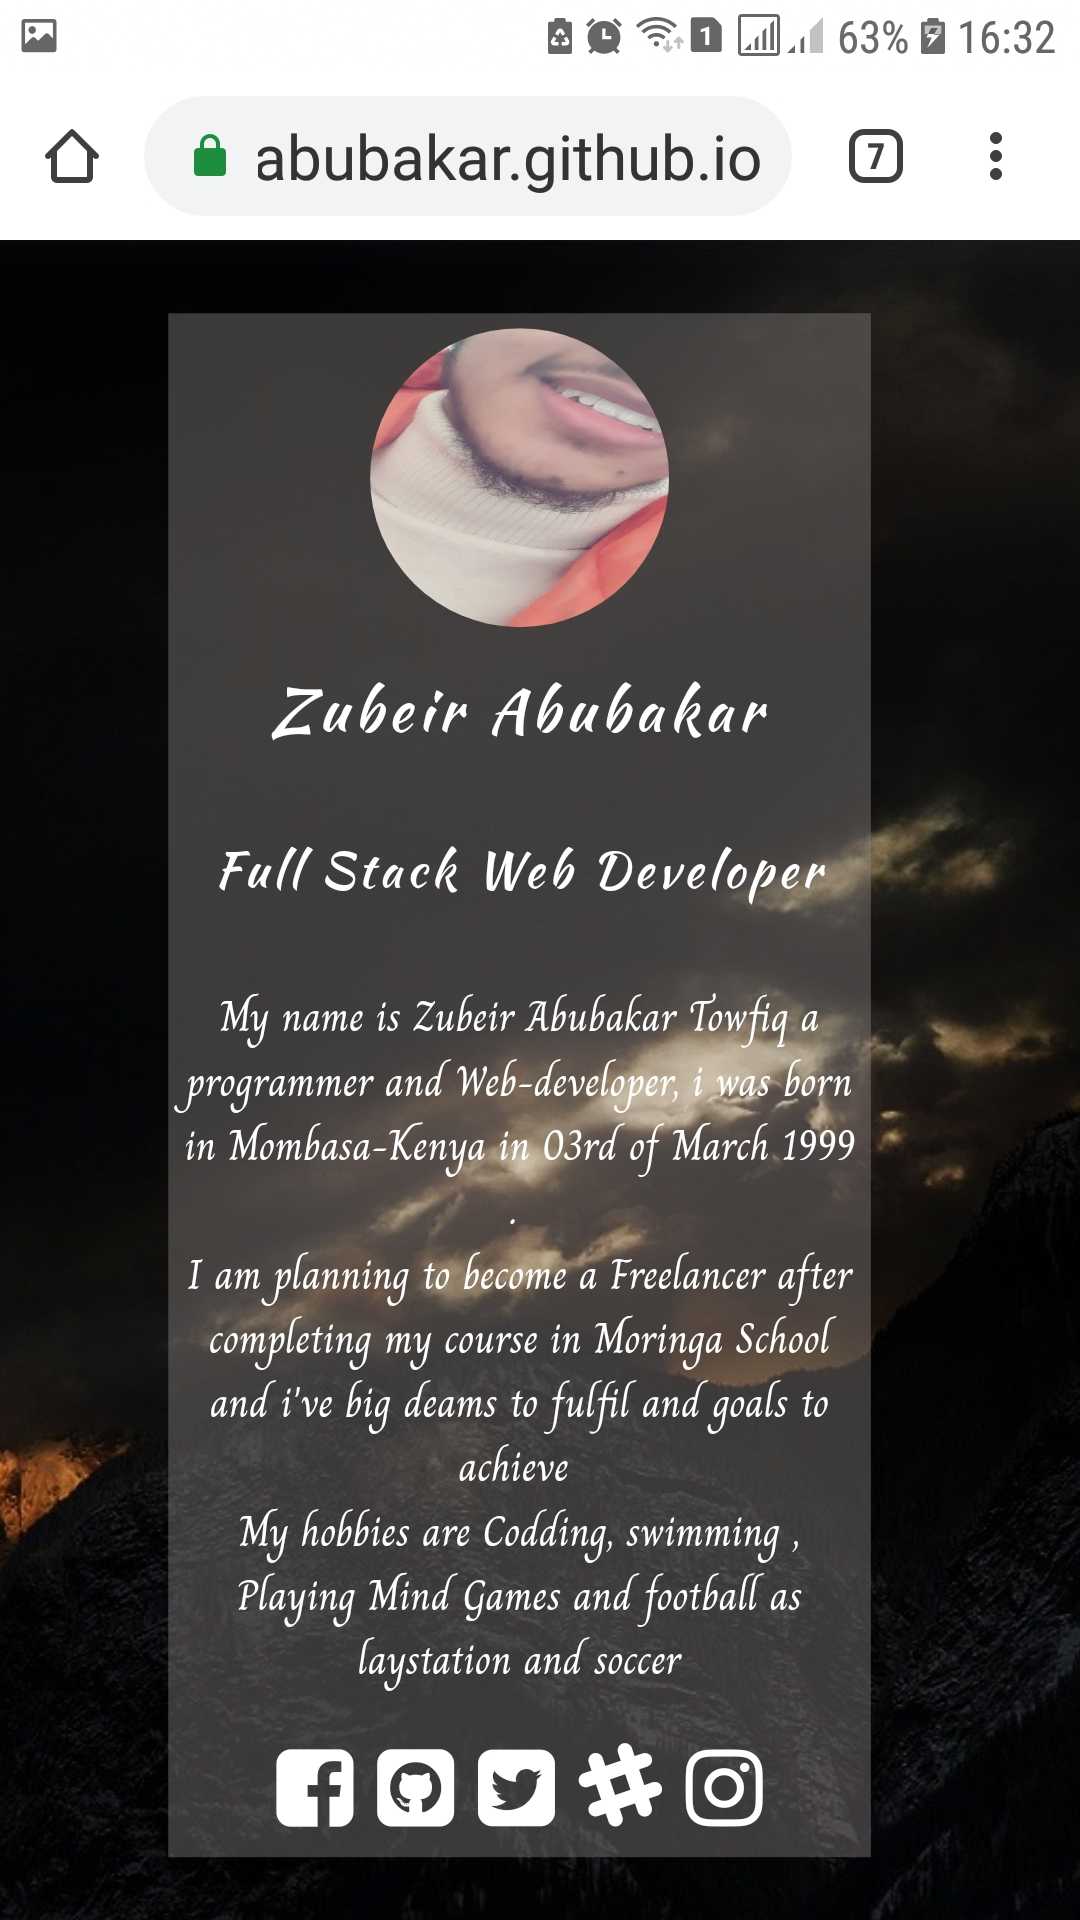 1 63% 16:32
abubakar.github.io 7
Zubeir Abubakar
Full Stack Web Developer
My name is Zubeir Abubakar Towfiq a
programmer and Web-developer, i was born
in Mombasa-Kenya in 03rd of March 1999
.
I am planning to become a Freelancer after
completing my course in Moringa School
and i've big deams to fulfil and goals to
achieve
My hobbies are Codding, swimming ,
Playing Mind Games and football as
laystation and soccer